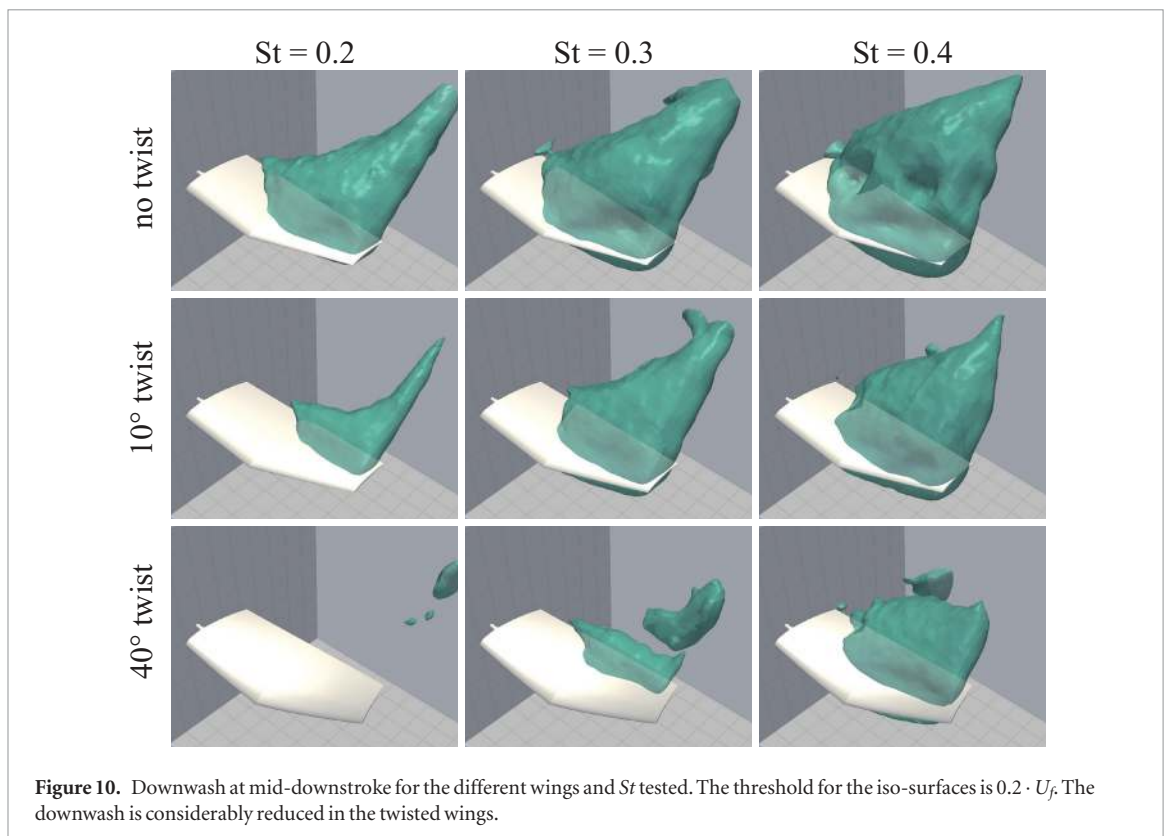 St = 0.2 St = 0.3 St = 0.4
no twist
10° twist
40° twist
Figure 10. Downwash at mid-downstroke for the different wings and St tested. The threshold for the iso-surfaces is 0.2 · Uf. The
downwash is considerably reduced in the twisted wings.